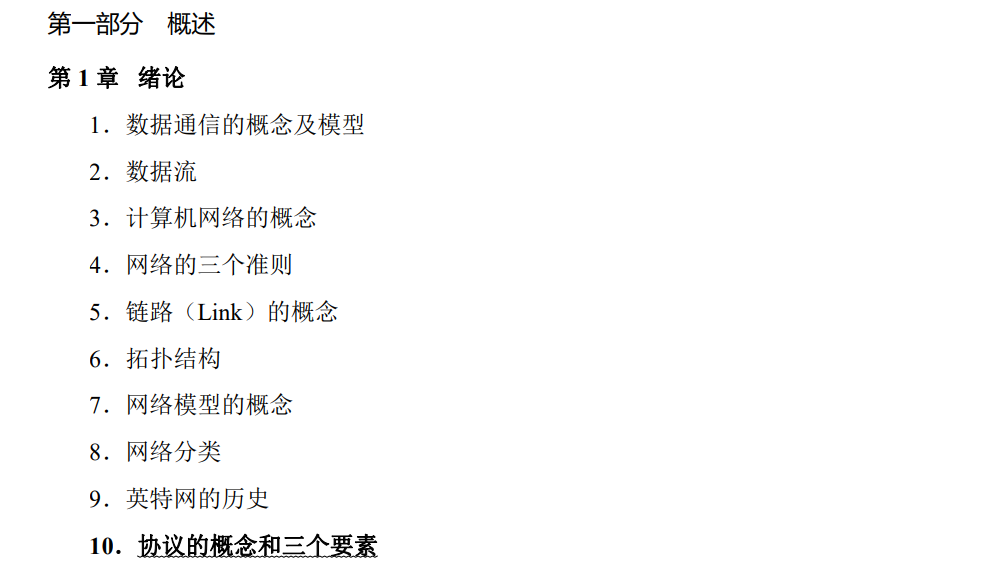 第一部分　概述
第 1 章　绪论
1．数据通信的概念及模型
2．数据流
3．计算机网络的概念
4．网络的三个准则
5．链路（Link）的概念
6．拓扑结构
7．网络模型的概念
8．网络分类
9．英特网的历史
10．协议的概念和三个要素